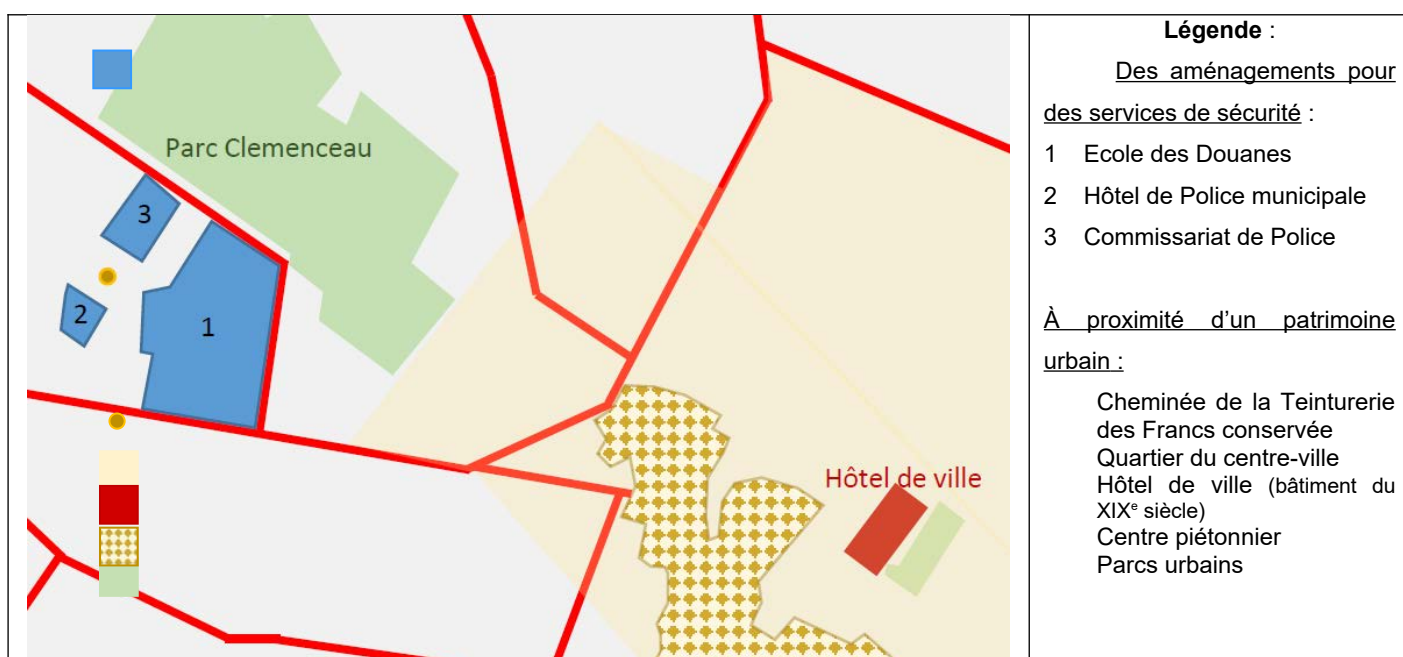 Parc Clemenceau
3
2
1
Hôtel de ville
Légende :
Des aménagements pour
des services de sécurité :
1 Ecole des Douanes
2 Hôtel de Police municipale
3 Commissariat de Police
À proximité d’un patrimoine
urbain :
Cheminée de la Teinturerie
des Francs conservée
Quartier du centre-ville
Hôtel de ville (bâtiment du
XIXe siècle)
Centre piétonnier
Parcs urbains